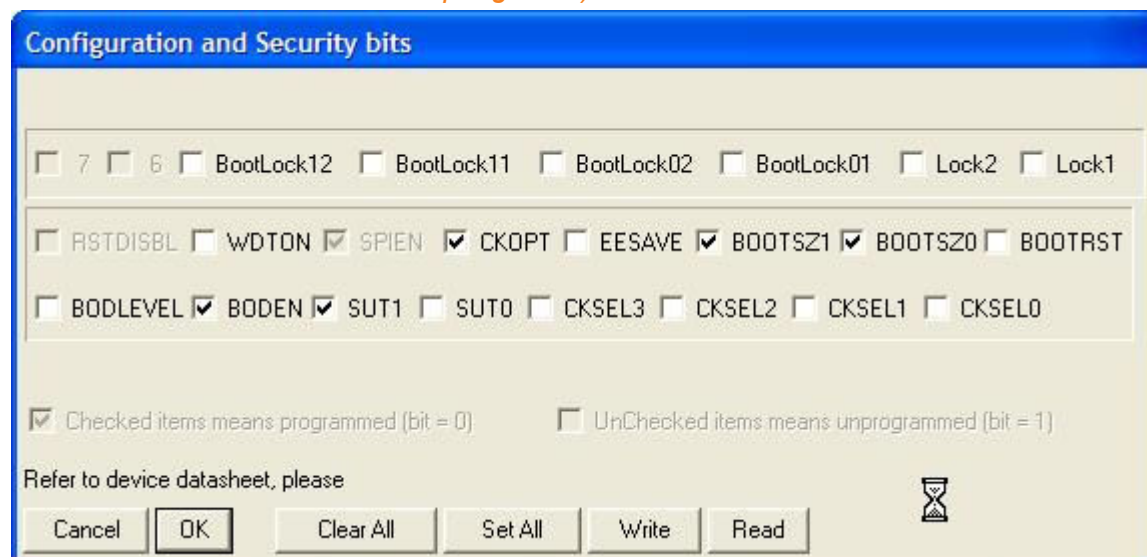 Configuration and Security bits
7 6 BootLock12 BootLock11 BootLock02 BootLock01 Lock2 Lock1
RSTDISBL WDTON SPIEN CKOPT EESAVE BOOTSZ1 BOOTSZ0 BOOTRST
BODLEVEL BODEN SUT1 SUT0 CKSEL3 CKSEL2 CKSEL1 CKSEL0
Checked items means programmed (bit = 0) UnChecked items means unprogrammed (bit = 1)
Refer to device datasheet, please
Cancel OK Clear All Set All Write Read